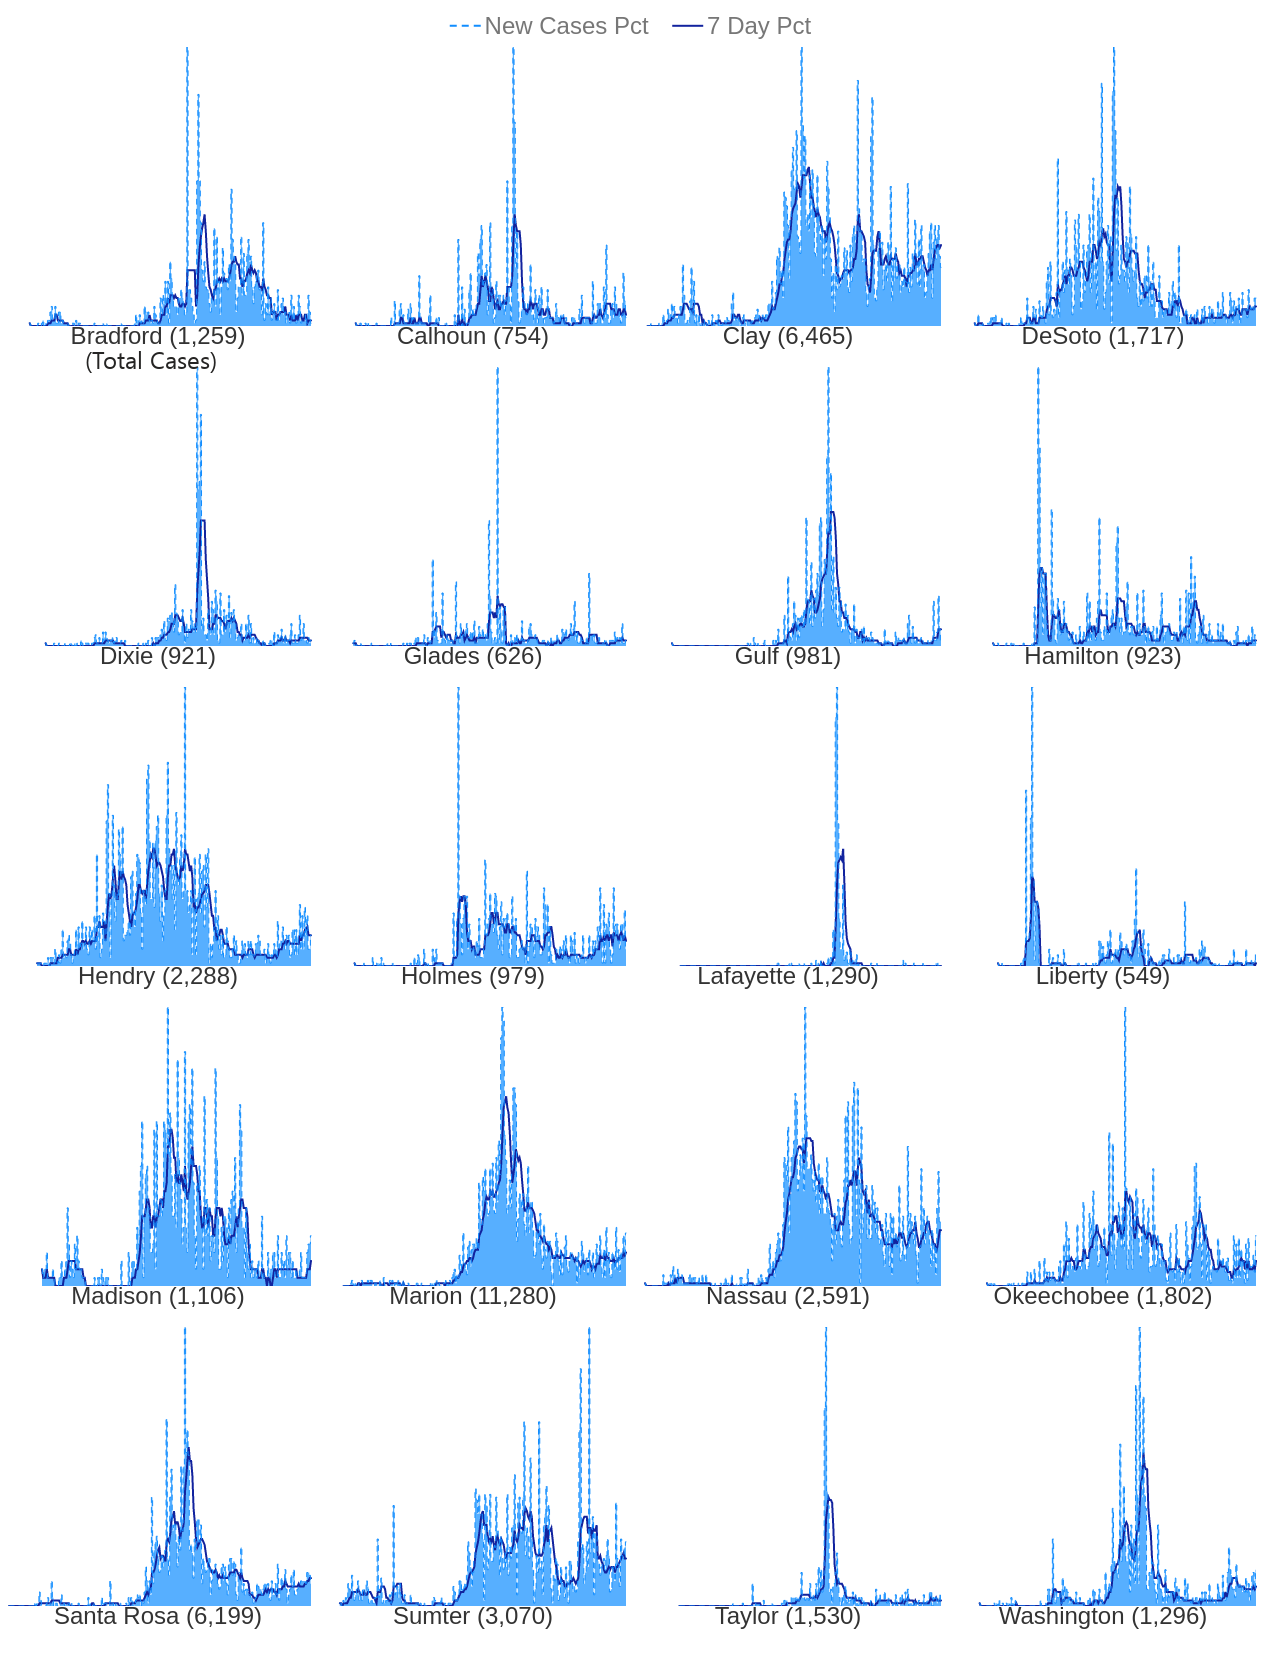 New Cases Pct 7 Day Pct
Bradford (1,259) Calhoun (754) Clay (6,465) DeSoto (1,717)
(Total Cases)
Dixie (921) Glades (626) Gulf (981) Hamilton (923)
Hendry (2,288) Holmes (979) Lafayette (1,290) Liberty (549)
Madison (1,106) Marion (11,280) Nassau (2,591) Okeechobee (1,802)
Santa Rosa (6,199) Sumter (3,070) Taylor (1,530) Washington (1,296)